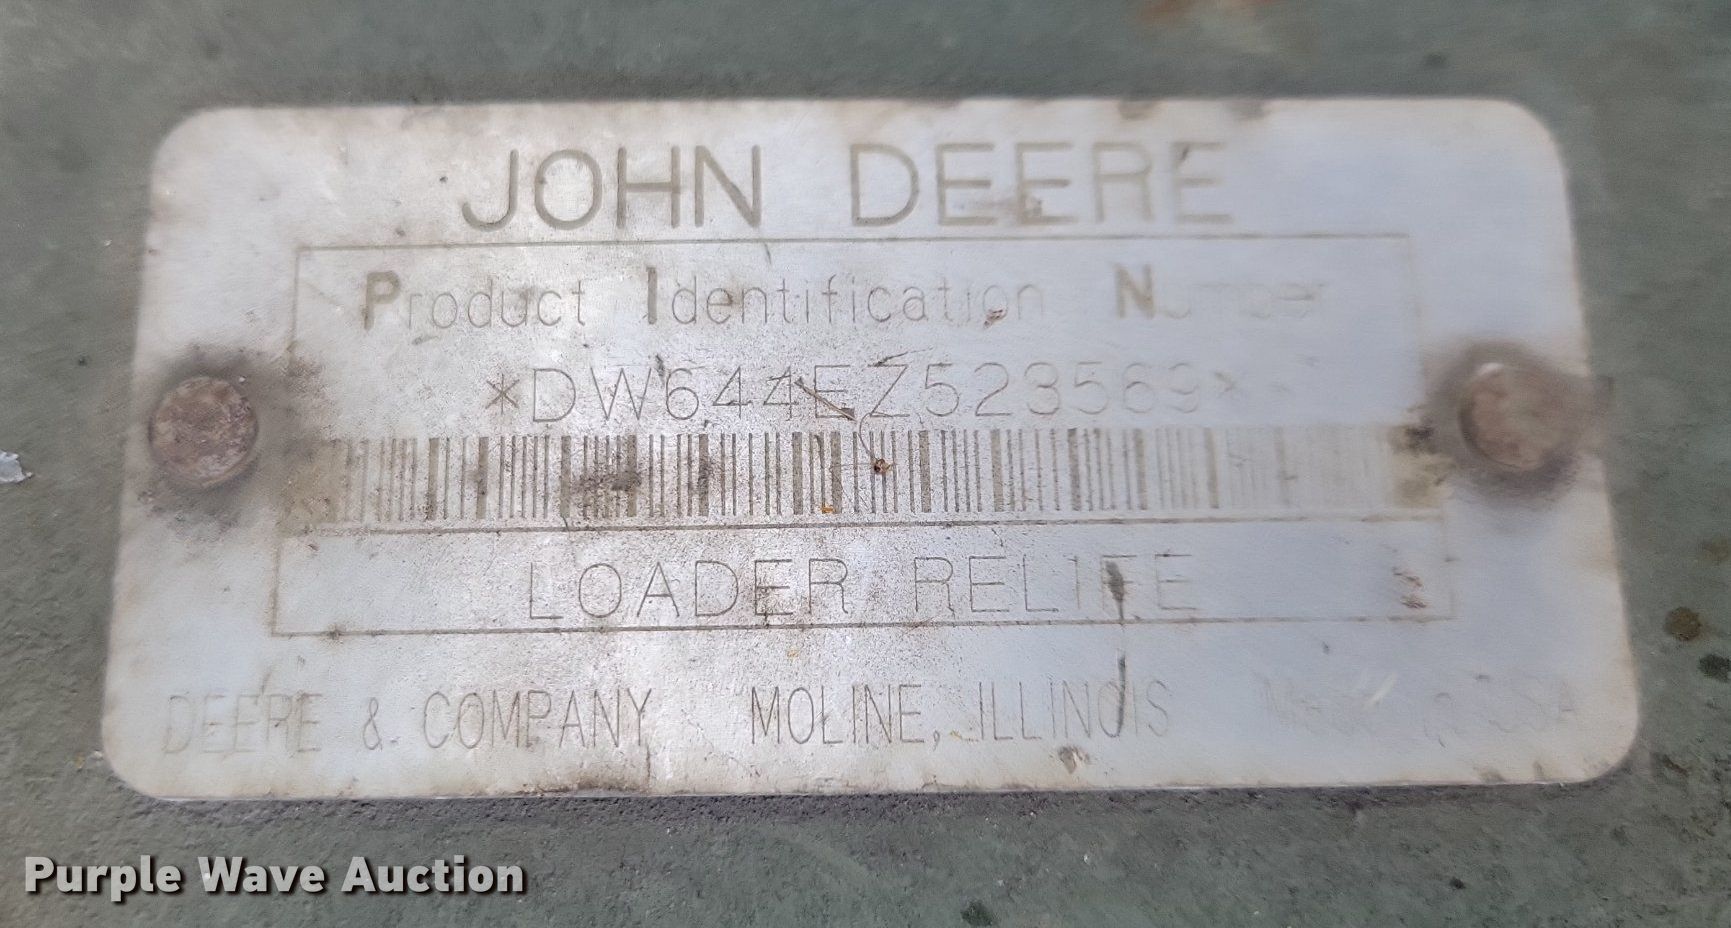 JOHN DEERE
Product Identification Number
*DW644EZ523569*
LOADER RELIFE
DEERE & COMPANY MOLINE, ILLINOIS
Purple Wave Auction